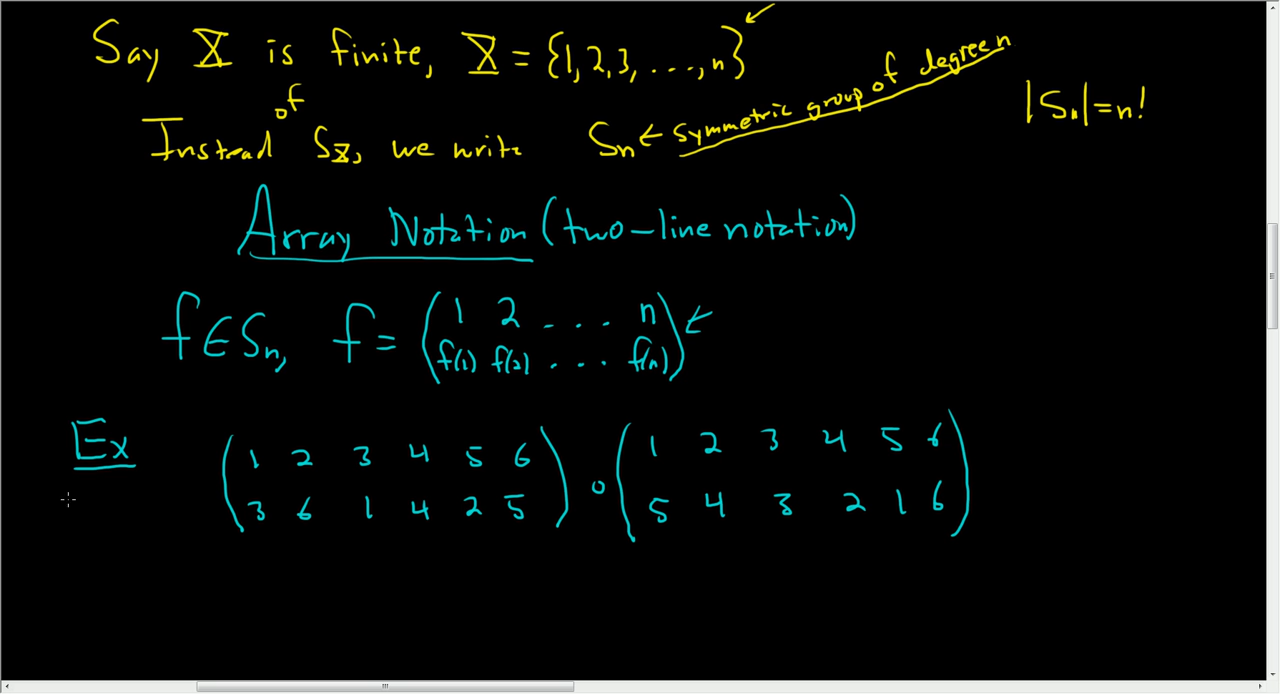 Say X is finite, X = {1, 2, 3, ..., n}
Instead of S_X, we write S_n ← symmetric group of degree n
|S_n| = n!
Array Notation (two-line notation)
f ∈ S_n, f = ( 1 2 ... n ) ←
( f(1) f(2) ... f(n) )
Ex ( 1 2 3 4 5 6 ) ∘ ( 1 2 3 4 5 6 )
( 3 6 1 4 2 5 ) ( 5 4 3 2 1 6 )